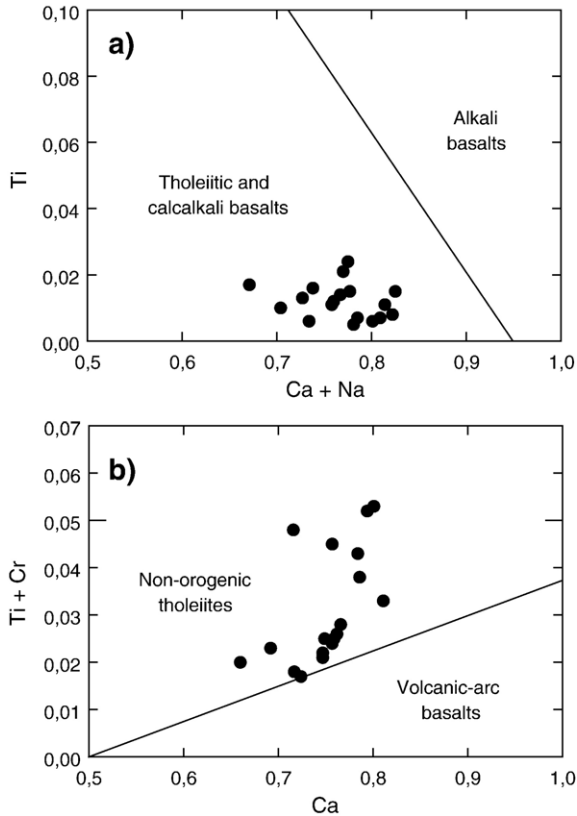 a)
0,10
0,08
0,06
0,04
0,02
0,00
Ti
Alkali
basalts
Tholeiitic and
calcalkali basalts
0,5 0,6 0,7 0,8 0,9 1,0
Ca + Na
b)
0,07
0,06
0,05
0,04
0,03
0,02
0,01
0,00
Ti + Cr
Non-orogenic
tholeiites
Volcanic-arc
basalts
0,5 0,6 0,7 0,8 0,9 1,0
Ca